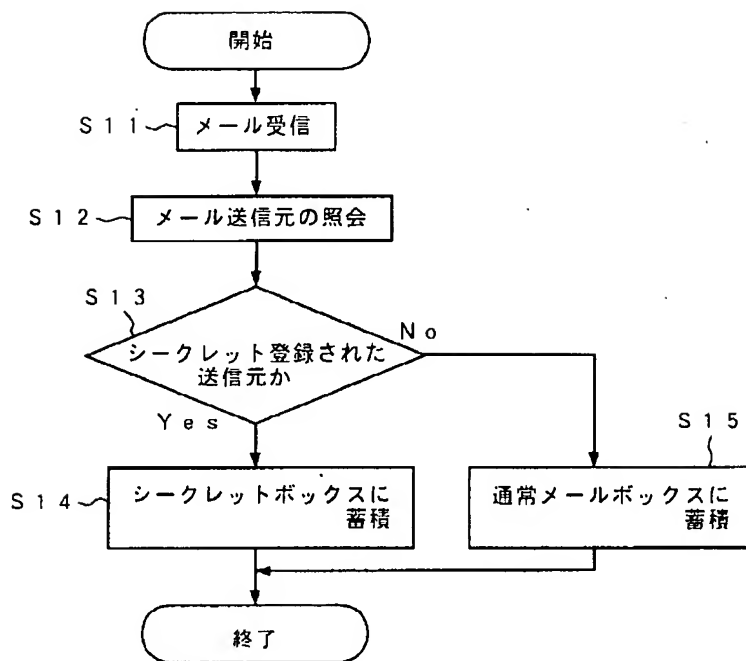 開始
S11
メール受信
S12
メール送信元の照会
S13
シークレット登録された
送信元か
No
Yes
S14
シークレットボックスに
蓄積
S15
通常メールボックスに
蓄積
終了